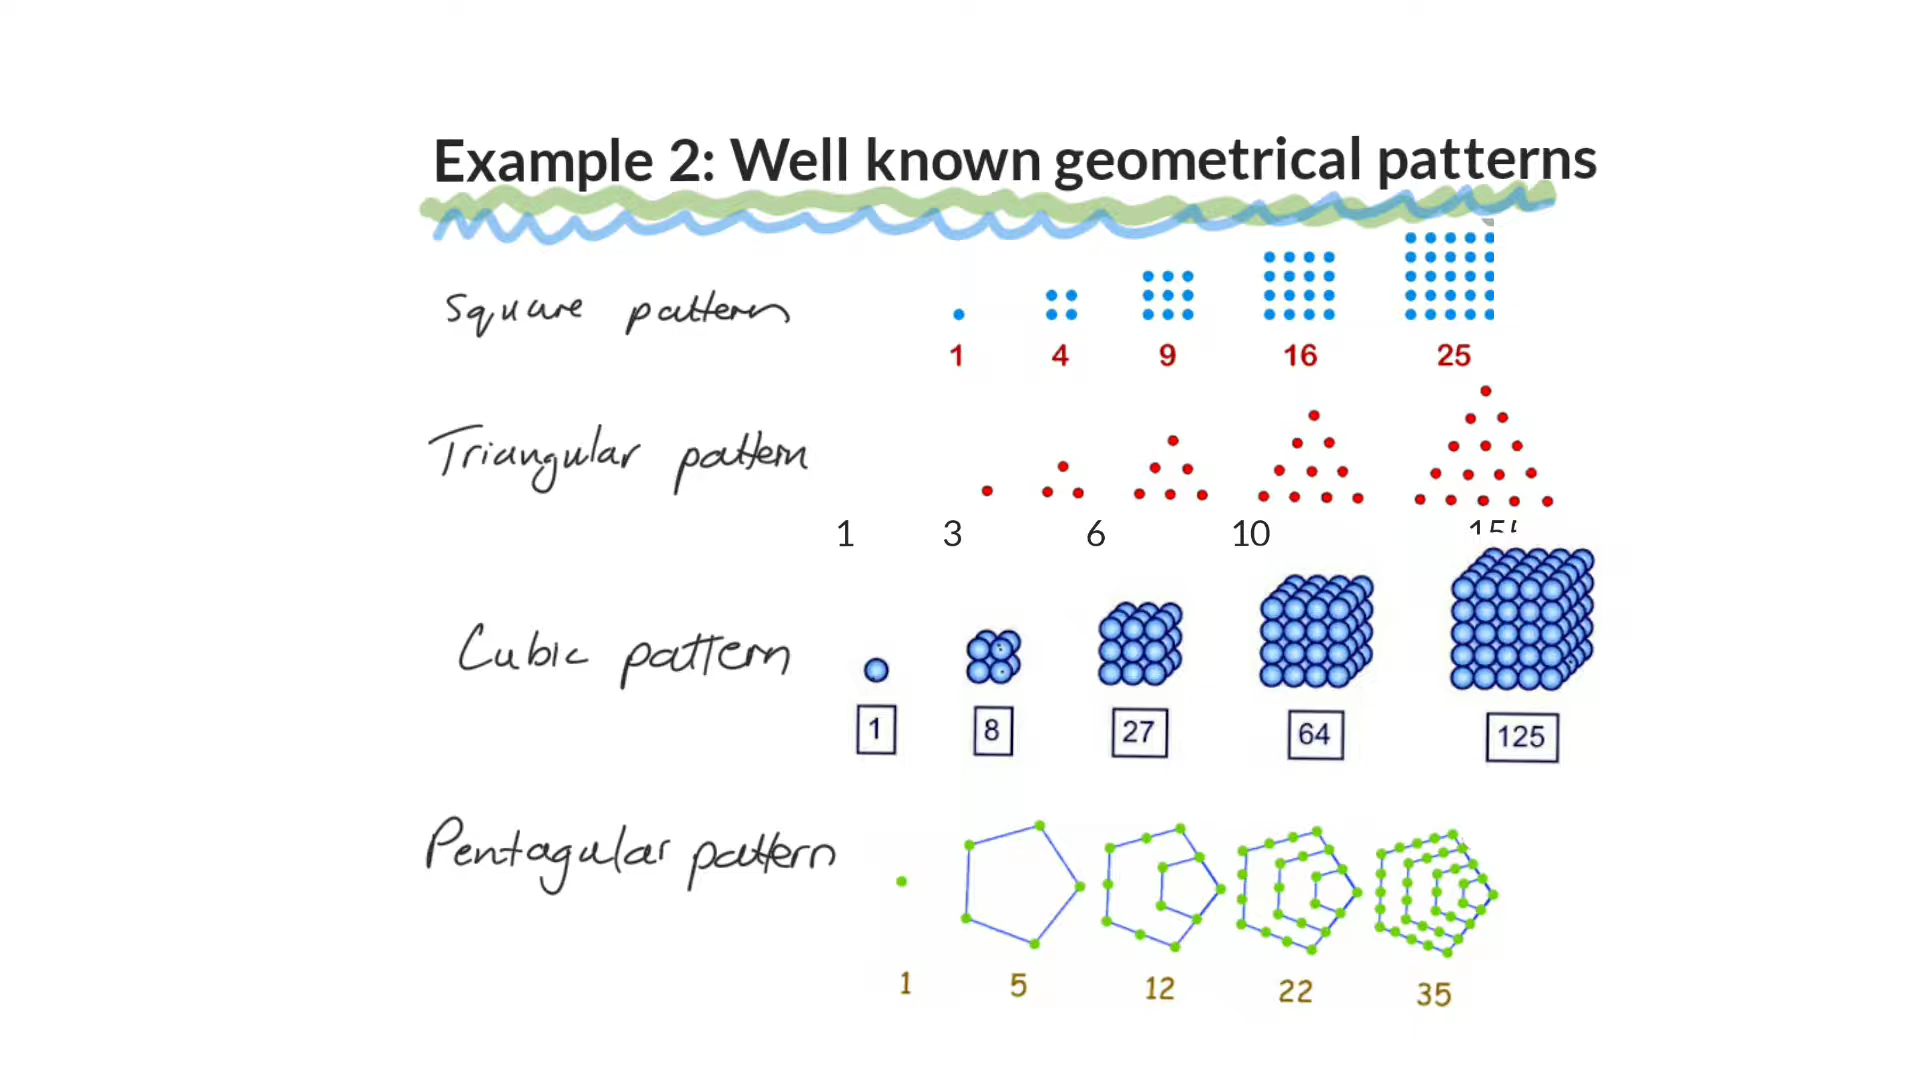 Example 2: Well known geometrical patterns
Square pattern
1 4 9 16 25
Triangular pattern
1 3 6 10
Cubic pattern
1 8 27 64 125
Pentagular pattern
1 5 12 22 35